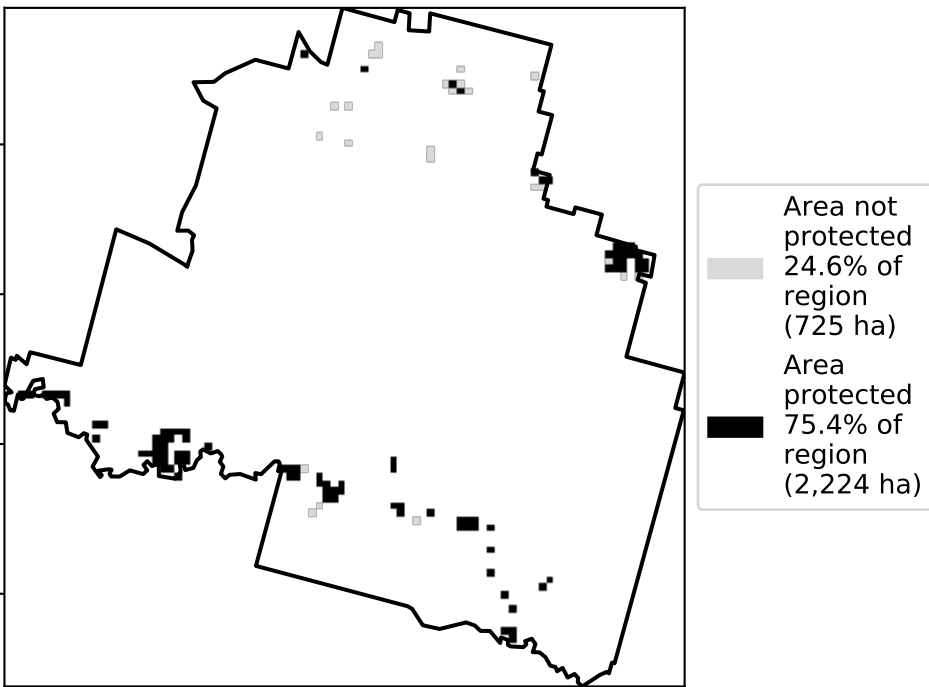 Area not
protected
24.6% of
region
(725 ha)
Area
protected
75.4% of
region
(2,224 ha)